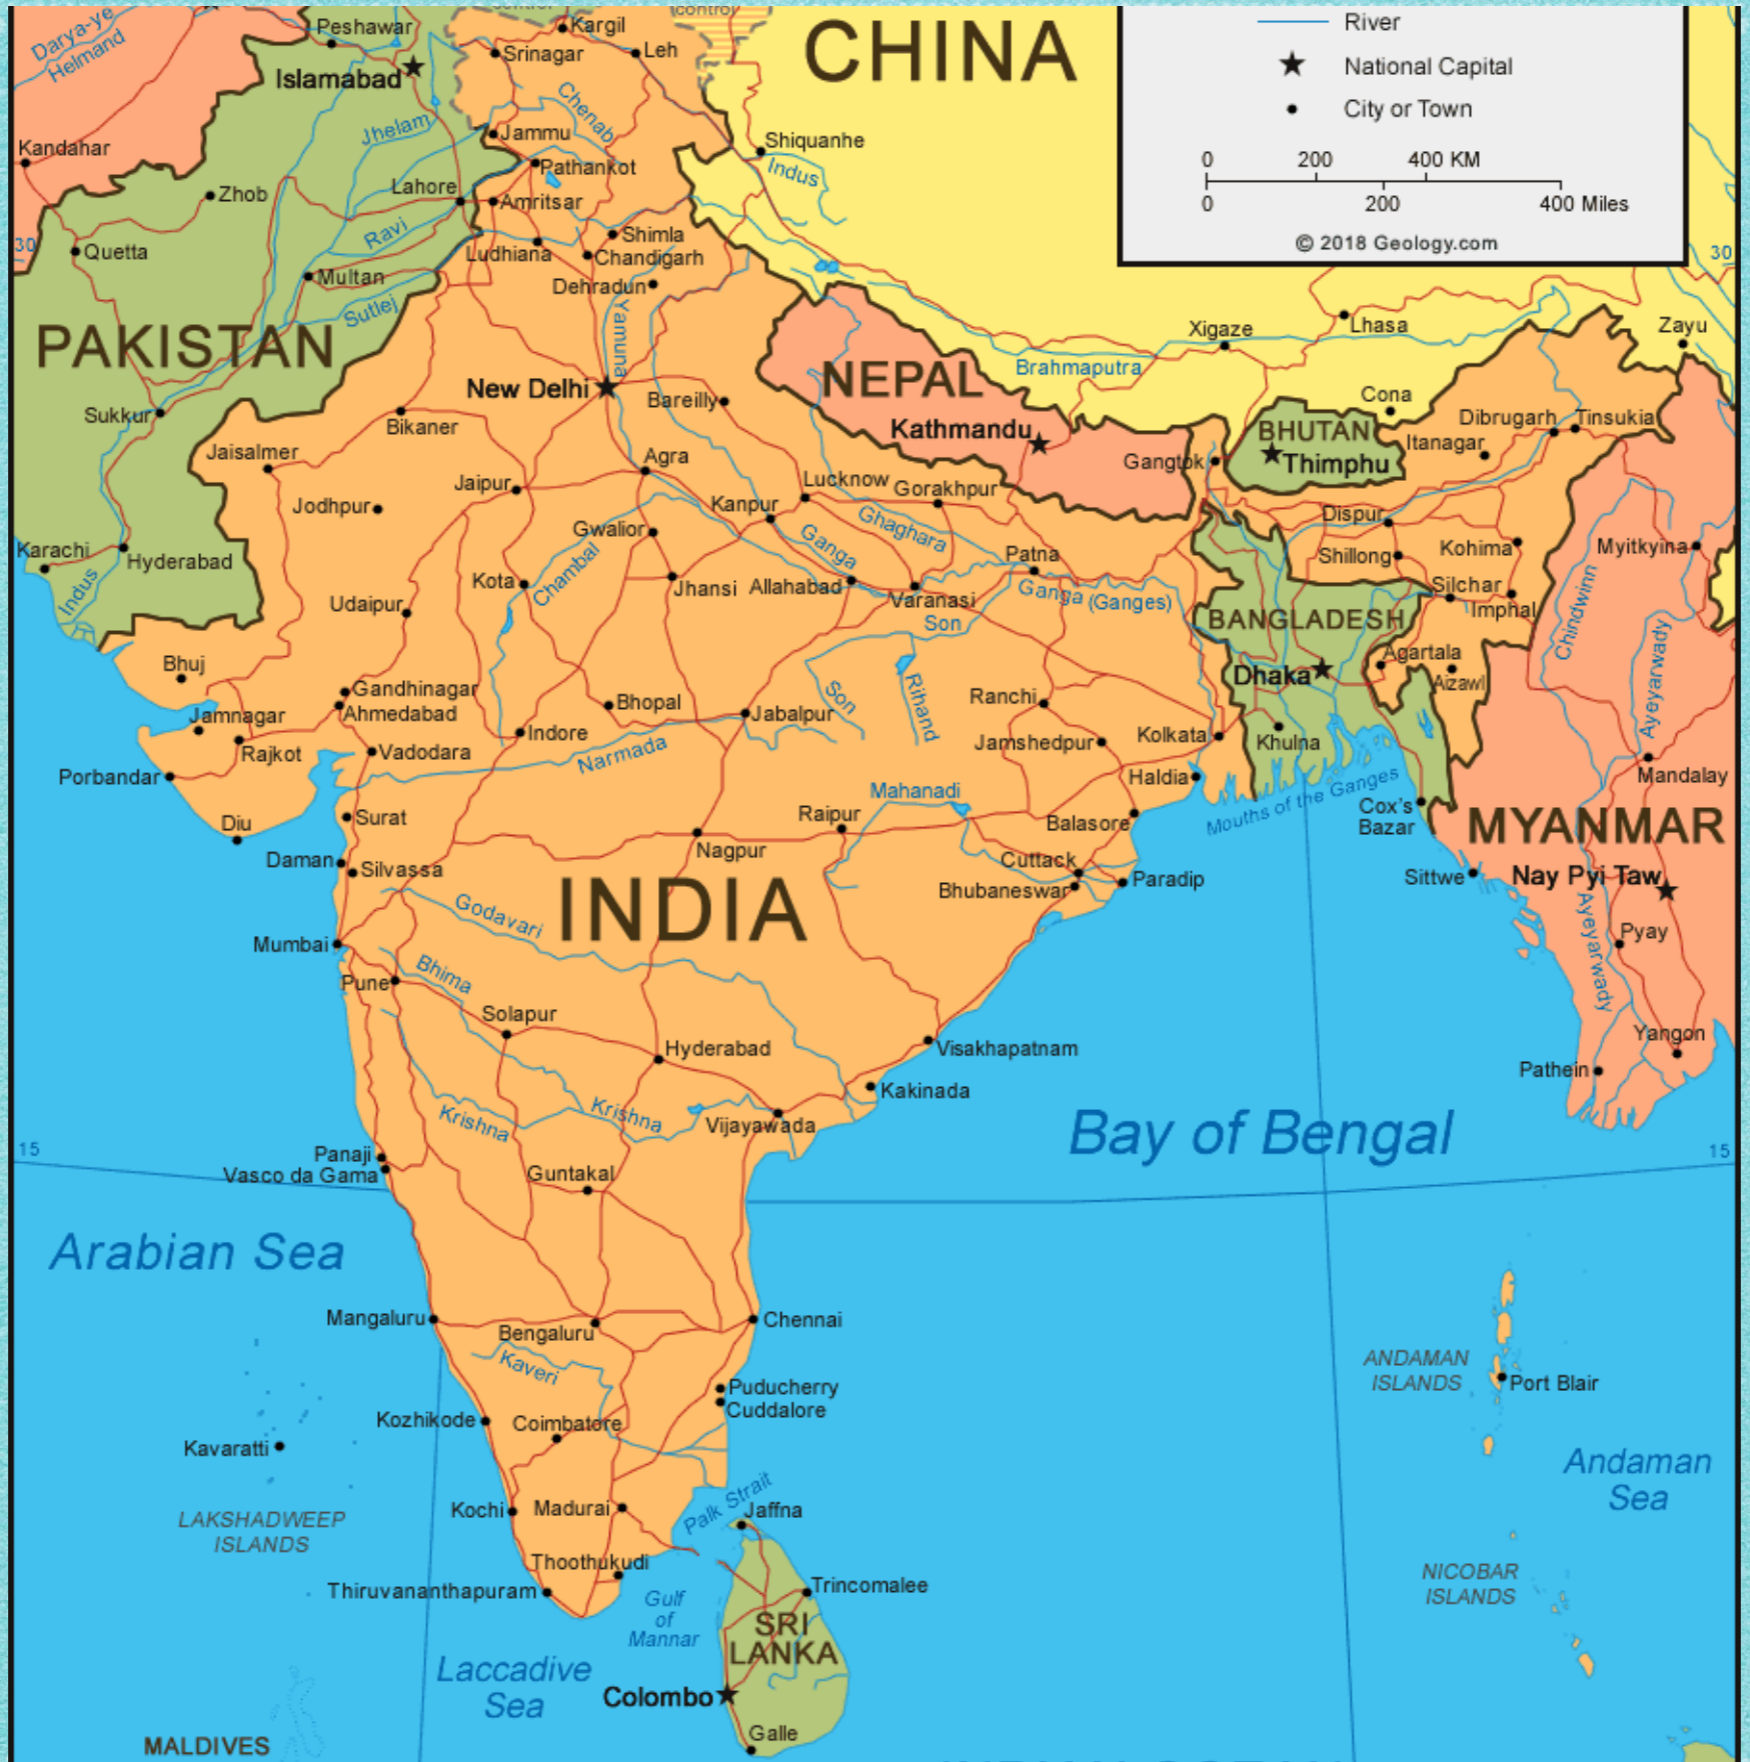 control
control
CHINA
River
National Capital
City or Town
0 200 400 KM
0 200 400 Miles
© 2018 Geology.com
Darya-ye
Helmand
Peshawar
Kargil
Srinagar
Leh
Islamabad
Chenab
Jhelam
Jammu
Shiquanhe
Kandahar
Pathankot
Indus
Zhob
Lahore
Amritsar
30
Quetta
Ravi
Ludhiana
Shimla
Chandigarh
30
Multan
Dehradun
Sutlej
Yamuna
PAKISTAN
Xigaze
Lhasa
Zayu
Brahmaputra
NEPAL
New Delhi
Bareilly
Cona
Sukkur
Bikaner
Kathmandu
BHUTAN
Dibrugarh
Tinsukia
Itanagar
Jaisalmer
Agra
Gangtok
Thimphu
Jaipur
Lucknow
Gorakhpur
Jodhpur
Kanpur
Ghaghara
Dispur
Gwalior
Ganga
Karachi
Hyderabad
Patna
Shillong
Kohima
Myitkyina
Indus
Kota
Chambal
Jhansi
Allahabad
Varanasi
Ganga (Ganges)
Silchar
Imphal
Udaipur
Son
BANGLADESH
Chindwinn
Bhuj
Agartala
Ayeyarwady
Dhaka
Aizawl
Gandhinagar
Ahmedabad
Bhopal
Son
Rihand
Ranchi
Jamnagar
Jabalpur
Rajkot
Indore
Jamshedpur
Kolkata
Khulna
Vadodara
Narmada
Porbandar
Haldia
Mandalay
Mahanadi
Mouths of the Ganges
Cox's
Bazar
Diu
Surat
Raipur
Balasore
MYANMAR
Nagpur
Daman
Silvassa
Cuttack
Bhubaneswar
Paradip
Sittwe
Nay Pyi Taw
INDIA
Godavari
Ayeyarwady
Pyay
Mumbai
Pune
Bhima
Solapur
Hyderabad
Visakhapatnam
Yangon
Pathein
Kakinada
Krishna
Krishna
Vijayawada
Bay of Bengal
15
15
Panaji
Vasco da Gama
Guntakal
Arabian Sea
Mangaluru
Bengaluru
Chennai
Kaveri
ANDAMAN
ISLANDS
Port Blair
Puducherry
Cuddalore
Kozhikode
Coimbatore
Kavaratti
Andaman
Sea
LAKSHADWEEP
ISLANDS
Kochi
Madurai
Palk Strait
Jaffna
Thoothukudi
Thiruvananthapuram
Trincomalee
NICOBAR
ISLANDS
Gulf
of
Mannar
SRI
LANKA
Laccadive
Sea
Colombo
Galle
MALDIVES